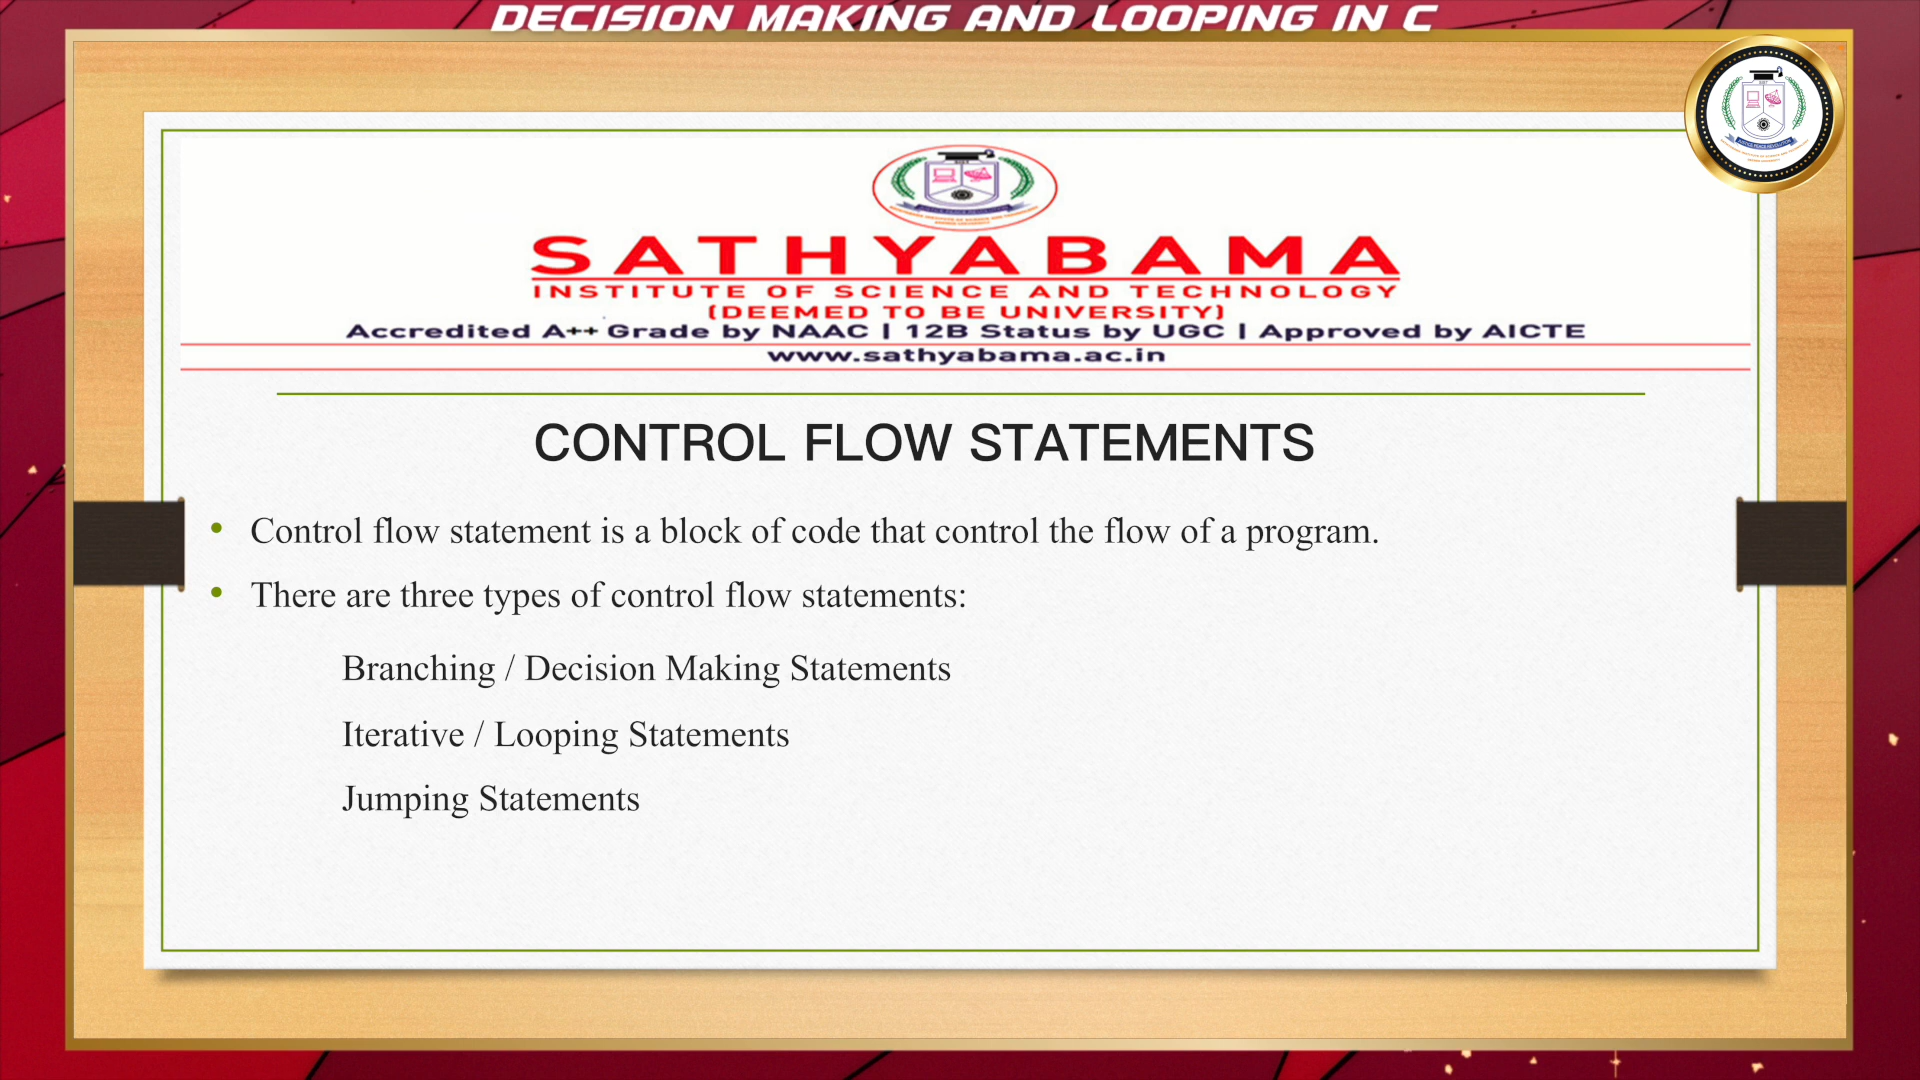 DECISION MAKING AND LOOPING IN C
SATHYABAMA
INSTITUTE OF SCIENCE AND TECHNOLOGY
(DEEMED TO BE UNIVERSITY)
Accredited A++ Grade by NAAC | 12B Status by UGC | Approved by AICTE
www.sathyabama.ac.in
CONTROL FLOW STATEMENTS
• Control flow statement is a block of code that control the flow of a program.
• There are three types of control flow statements:
Branching / Decision Making Statements
Iterative / Looping Statements
Jumping Statements